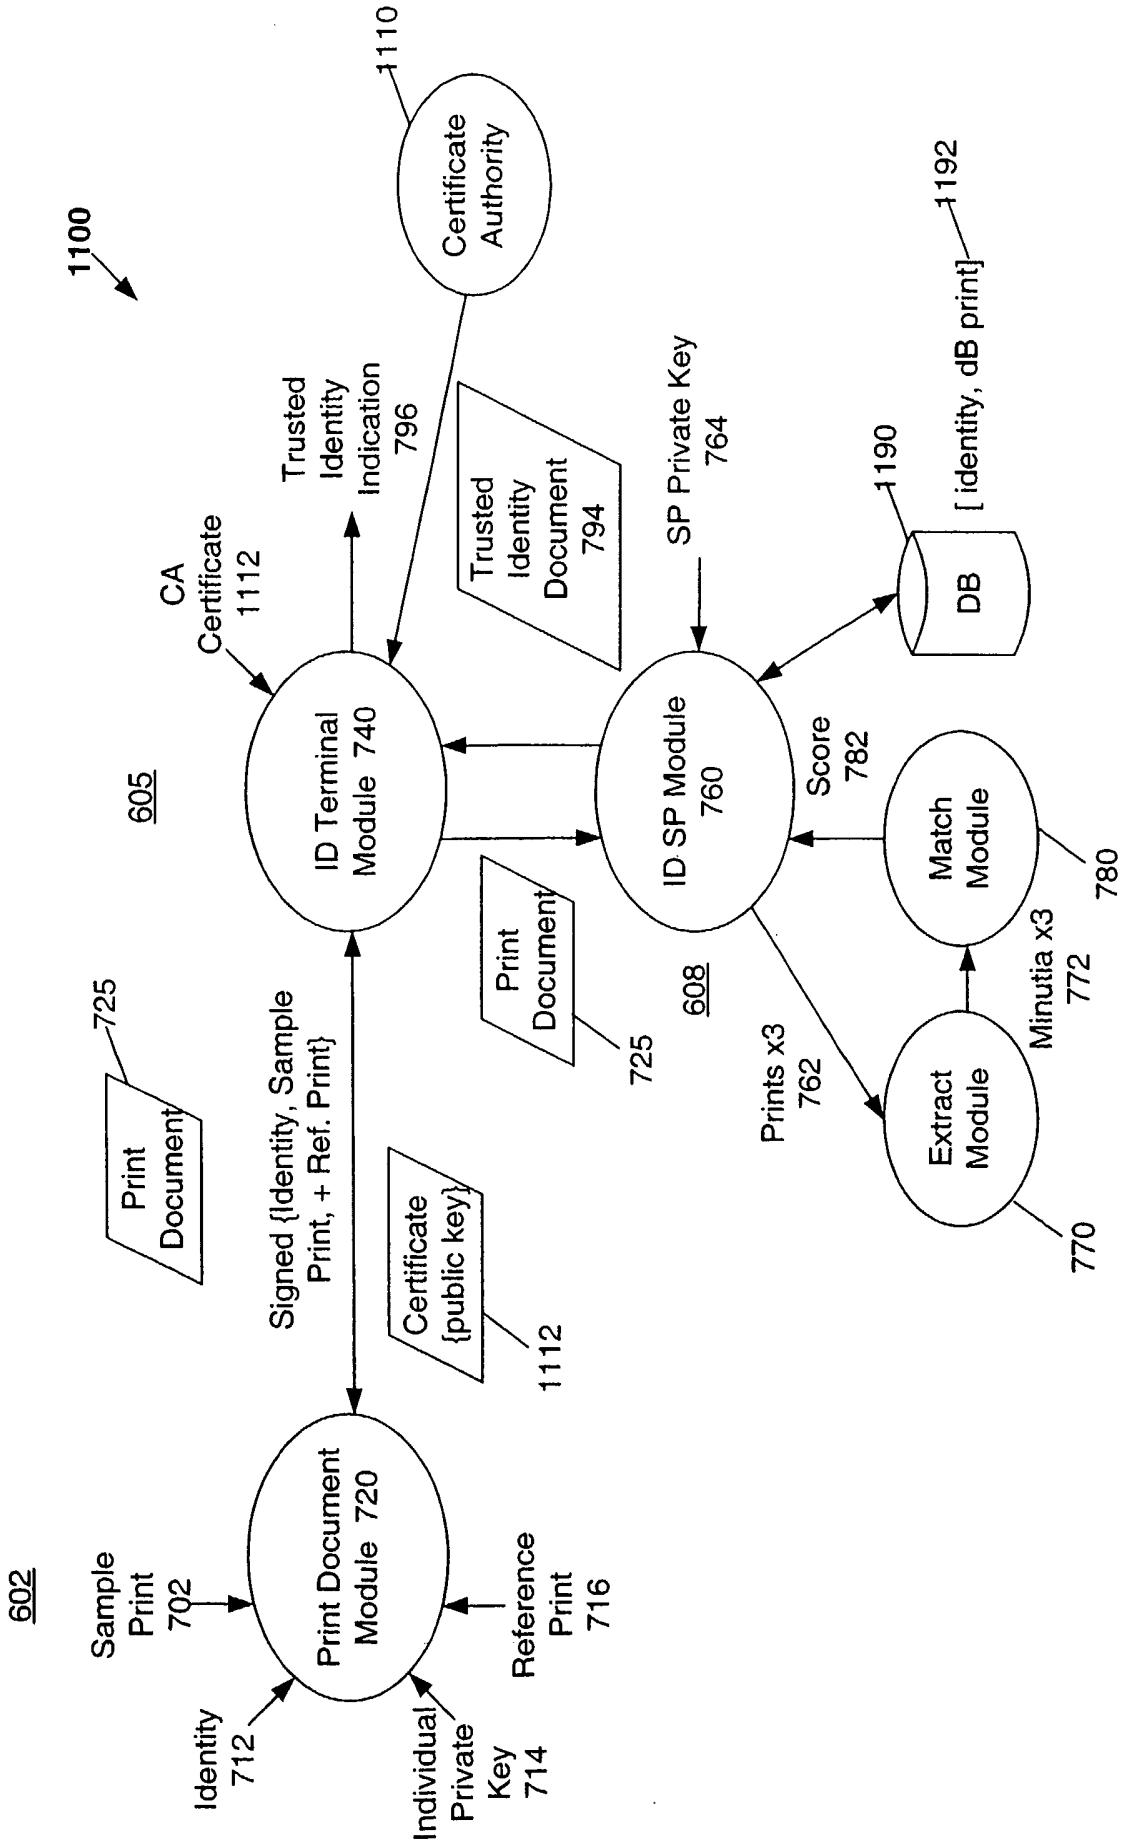 1100
602
605
Sample
Print
702
Identity
712
Individual
Private
Key
714
Reference
Print
716
Print Document
Module 720
Print
Document
725
Signed {Identity, Sample
Print, + Ref. Print}
Certificate
{public key}
1112
CA
Certificate
1112
ID Terminal
Module 740
Trusted
Identity
Indication
796
Certificate
Authority
1110
Print
Document
725
Trusted
Identity
Document
794
608
ID SP Module
760
SP Private Key
764
Prints x3
762
Extract
Module
770
Minutia x3
772
Match
Module
780
Score
782
DB
1190
[ identity, dB print]
1192